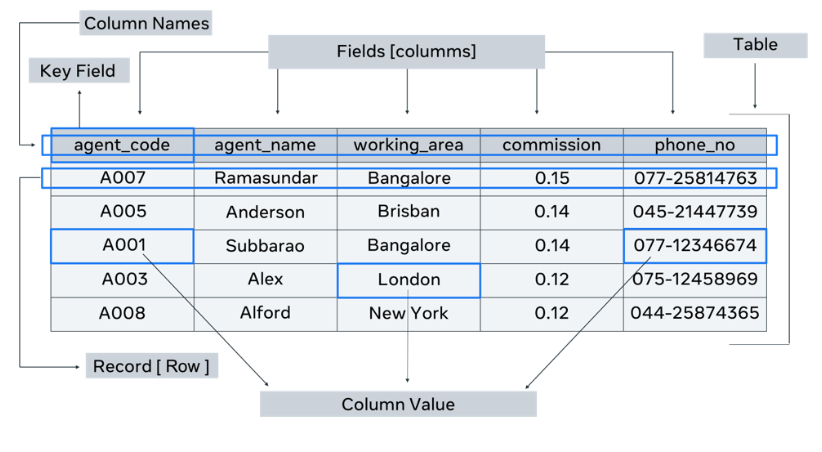 Column Names
Fields [columms]
Table
Key Field
agent_code agent_name working_area commission phone_no
A007 Ramasundar Bangalore 0.15 077-25814763
A005 Anderson Brisban 0.14 045-21447739
A001 Subbarao Bangalore 0.14 077-12346674
A003 Alex London 0.12 075-12458969
A008 Alford New York 0.12 044-25874365
Record [ Row ]
Column Value